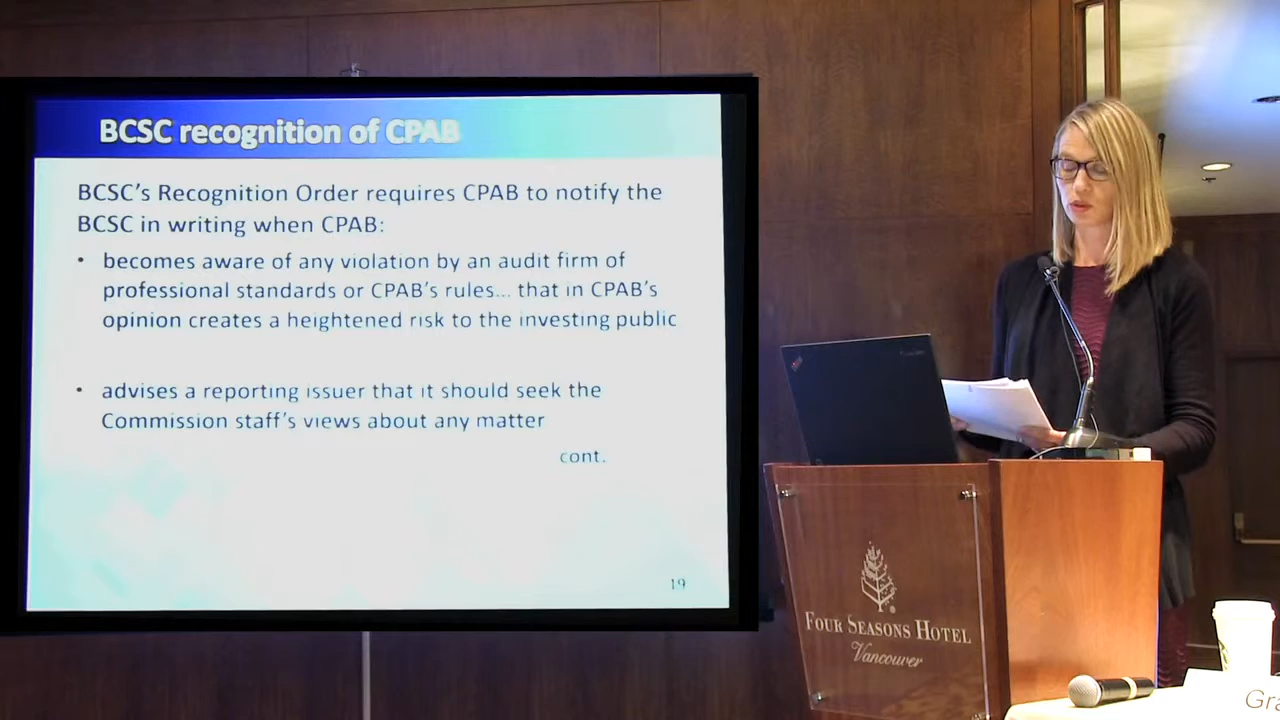 BCSC recognition of CPAB
BCSC's Recognition Order requires CPAB to notify the
BCSC in writing when CPAB:
• becomes aware of any violation by an audit firm of
professional standards or CPAB's rules... that in CPAB's
opinion creates a heightened risk to the investing public
• advises a reporting issuer that it should seek the
Commission staff's views about any matter
cont.
19
FOUR SEASONS HOTEL
Vancouver